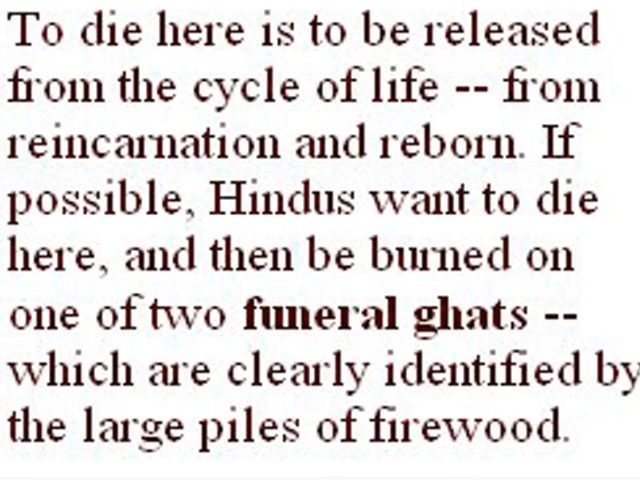 To die here is to be released
from the cycle of life -- from
reincarnation and reborn. If
possible, Hindus want to die
here, and then be burned on
one of two funeral ghats --
which are clearly identified by
the large piles of firewood.